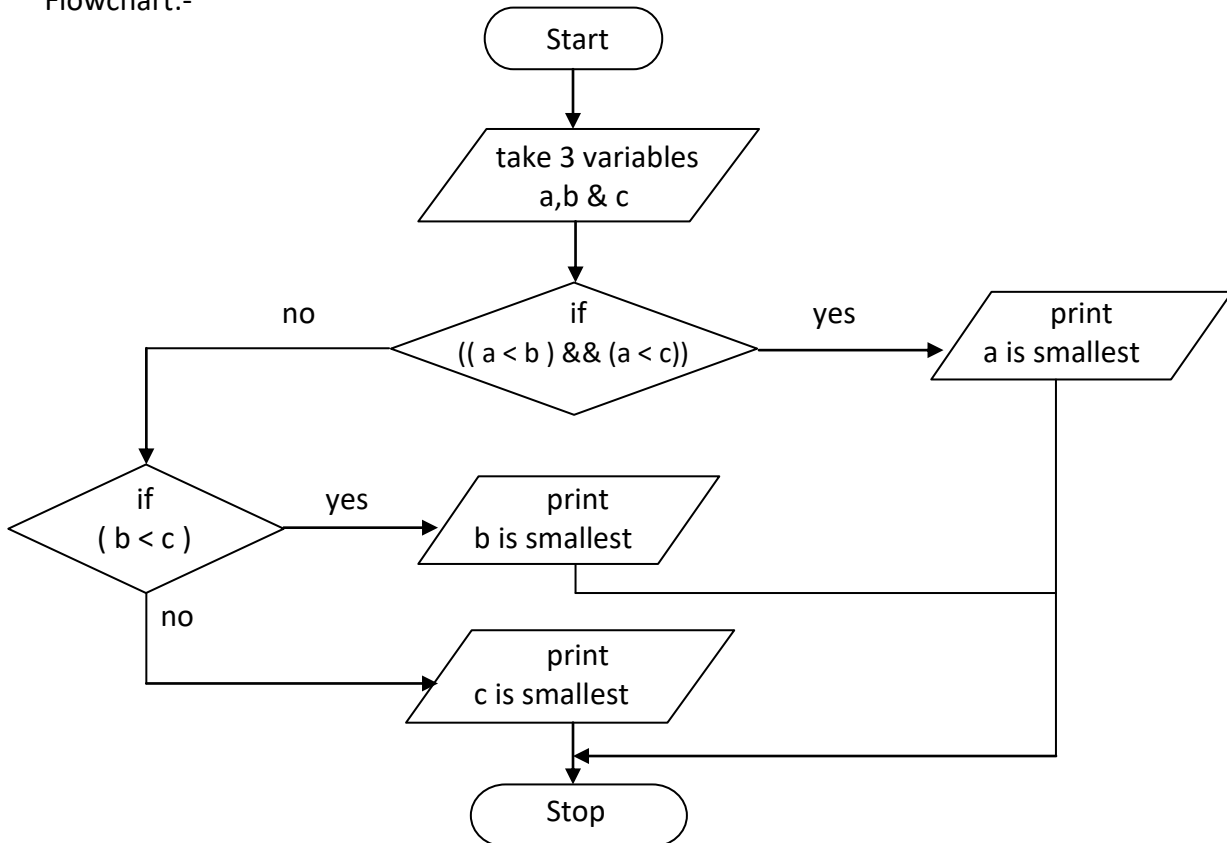 Flowchart:-
Start
take 3 variables
a,b & c
no
if
(( a < b ) && (a < c))
yes
print
a is smallest
if
( b < c )
yes
print
b is smallest
no
print
c is smallest
Stop